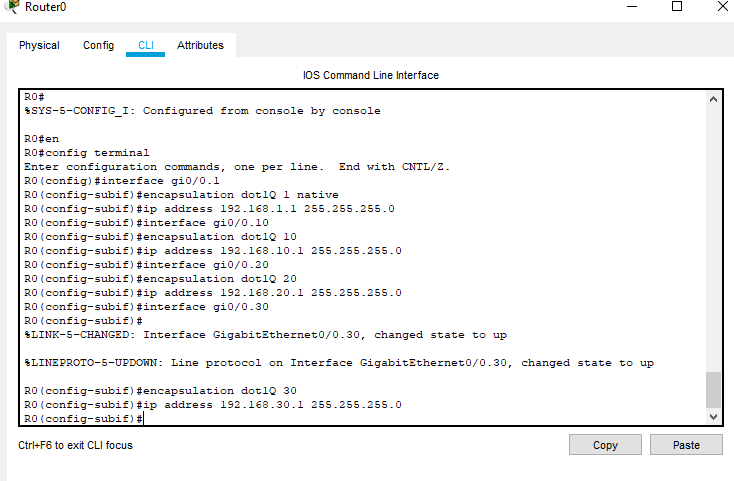 Router0
Physical Config CLI Attributes
IOS Command Line Interface
R0#
%SYS-5-CONFIG_I: Configured from console by console
R0#en
R0#config terminal
Enter configuration commands, one per line.  End with CNTL/Z.
R0(config)#interface gi0/0.1
R0(config-subif)#encapsulation dot1Q 1 native
R0(config-subif)#ip address 192.168.1.1 255.255.255.0
R0(config-subif)#interface gi0/0.10
R0(config-subif)#encapsulation dot1Q 10
R0(config-subif)#ip address 192.168.10.1 255.255.255.0
R0(config-subif)#interface gi0/0.20
R0(config-subif)#encapsulation dot1Q 20
R0(config-subif)#ip address 192.168.20.1 255.255.255.0
R0(config-subif)#interface gi0/0.30
R0(config-subif)#
%LINK-5-CHANGED: Interface GigabitEthernet0/0.30, changed state to up
%LINEPROTO-5-UPDOWN: Line protocol on Interface GigabitEthernet0/0.30, changed state to up
R0(config-subif)#encapsulation dot1Q 30
R0(config-subif)#ip address 192.168.30.1 255.255.255.0
R0(config-subif)#
Ctrl+F6 to exit CLI focus
Copy Paste